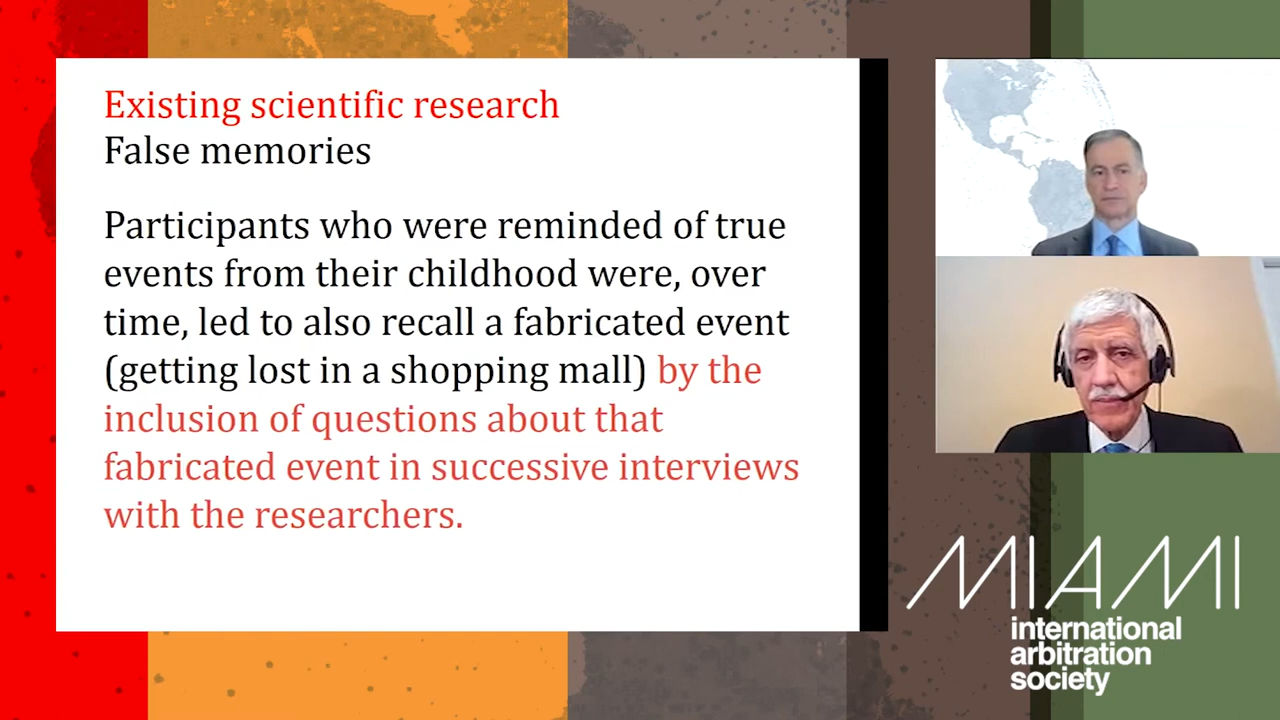 Existing scientific research
False memories
Participants who were reminded of true
events from their childhood were, over
time, led to also recall a fabricated event
(getting lost in a shopping mall) by the
inclusion of questions about that
fabricated event in successive interviews
with the researchers.
MIAMI
international
arbitration
society